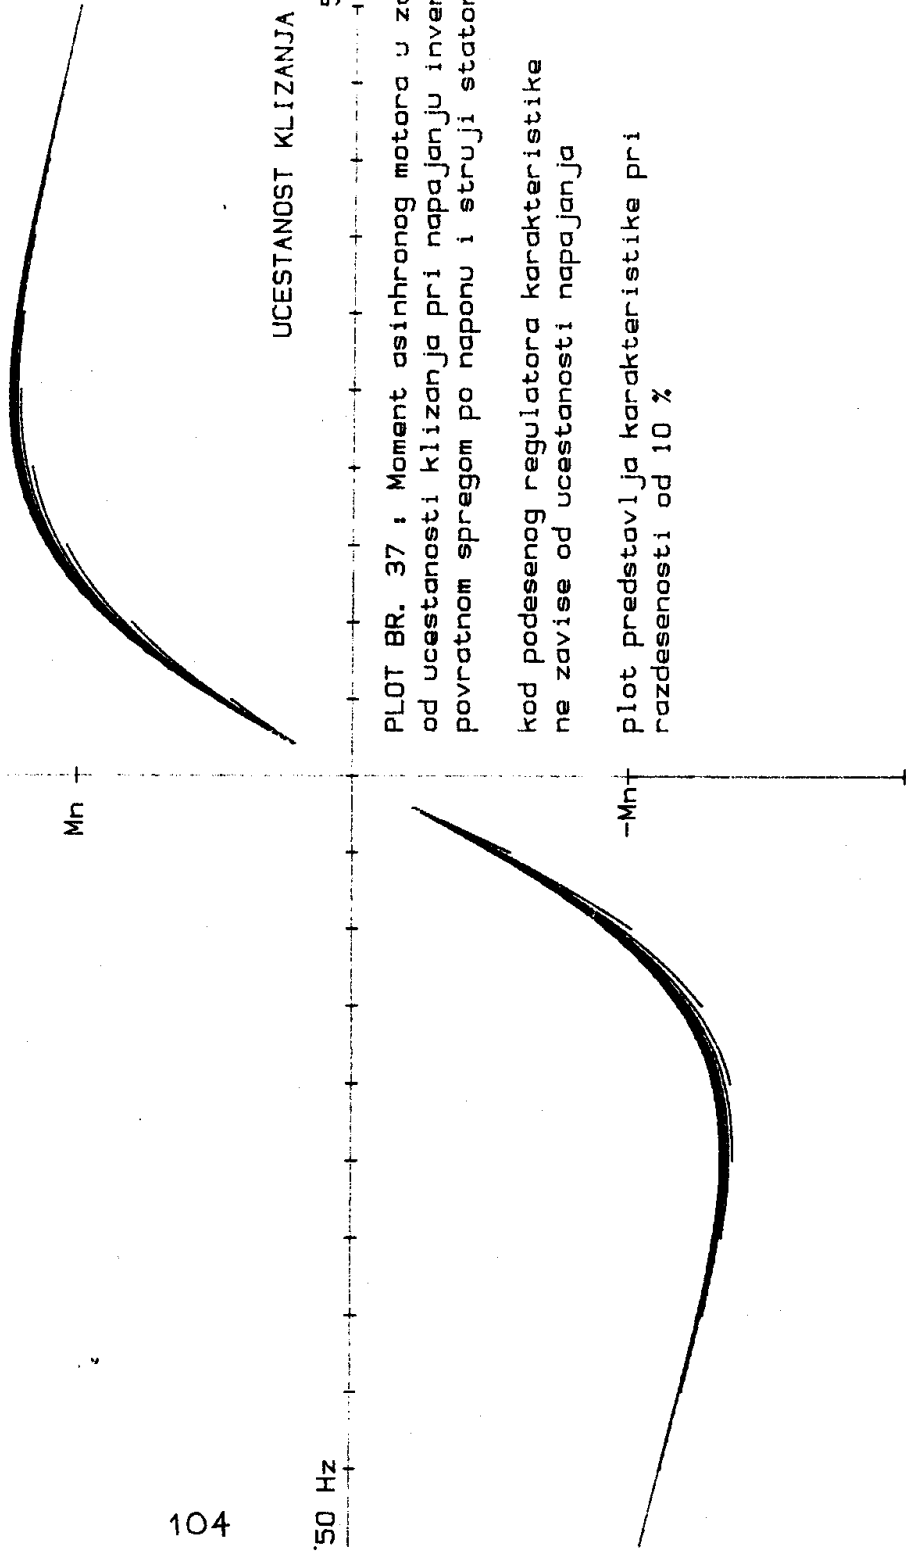 104
Mn
UCESTANOST KLIZANJA
50 Hz
5
-Mn
PLOT BR. 37 : Moment asinhronog motora u
od ucestanosti klizanja pri napajanju
povratnom spregom po naponu i struji
kod podesenog regulatora karakteristike
ne zavise od ucestanosti napajanja
plot predstavlja karakteristike pri
razdesenosti od 10 %